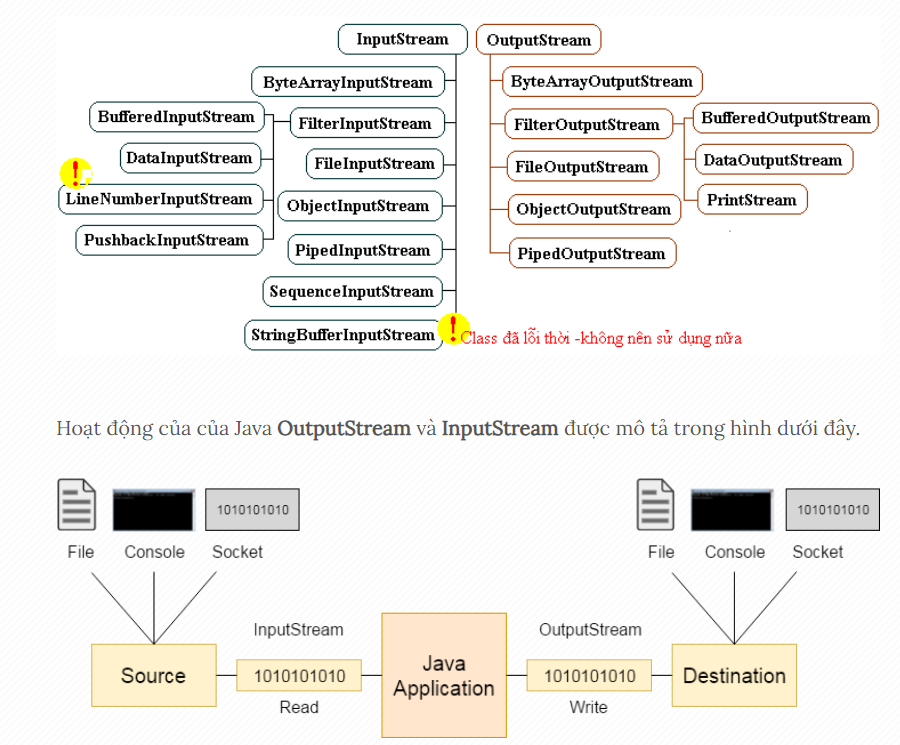 InputStream
OutputStream
ByteArrayInputStream
ByteArrayOutputStream
BufferedInputStream
FilterInputStream
FilterOutputStream
BufferedOutputStream
DataInputStream
FileInputStream
FileOutputStream
DataOutputStream
!
LineNumberInputStream
ObjectInputStream
ObjectOutputStream
PrintStream
PushbackInputStream
PipedInputStream
PipedOutputStream
SequenceInputStream
StringBufferInputStream
!
Class đã lỗi thời -không nên sử dụng nữa
Hoạt động của của Java OutputStream và InputStream được mô tả trong hình dưới đây.
1010101010
1010101010
File Console Socket
File Console Socket
InputStream
OutputStream
Source
1010101010
Java
Application
1010101010
Destination
Read
Write